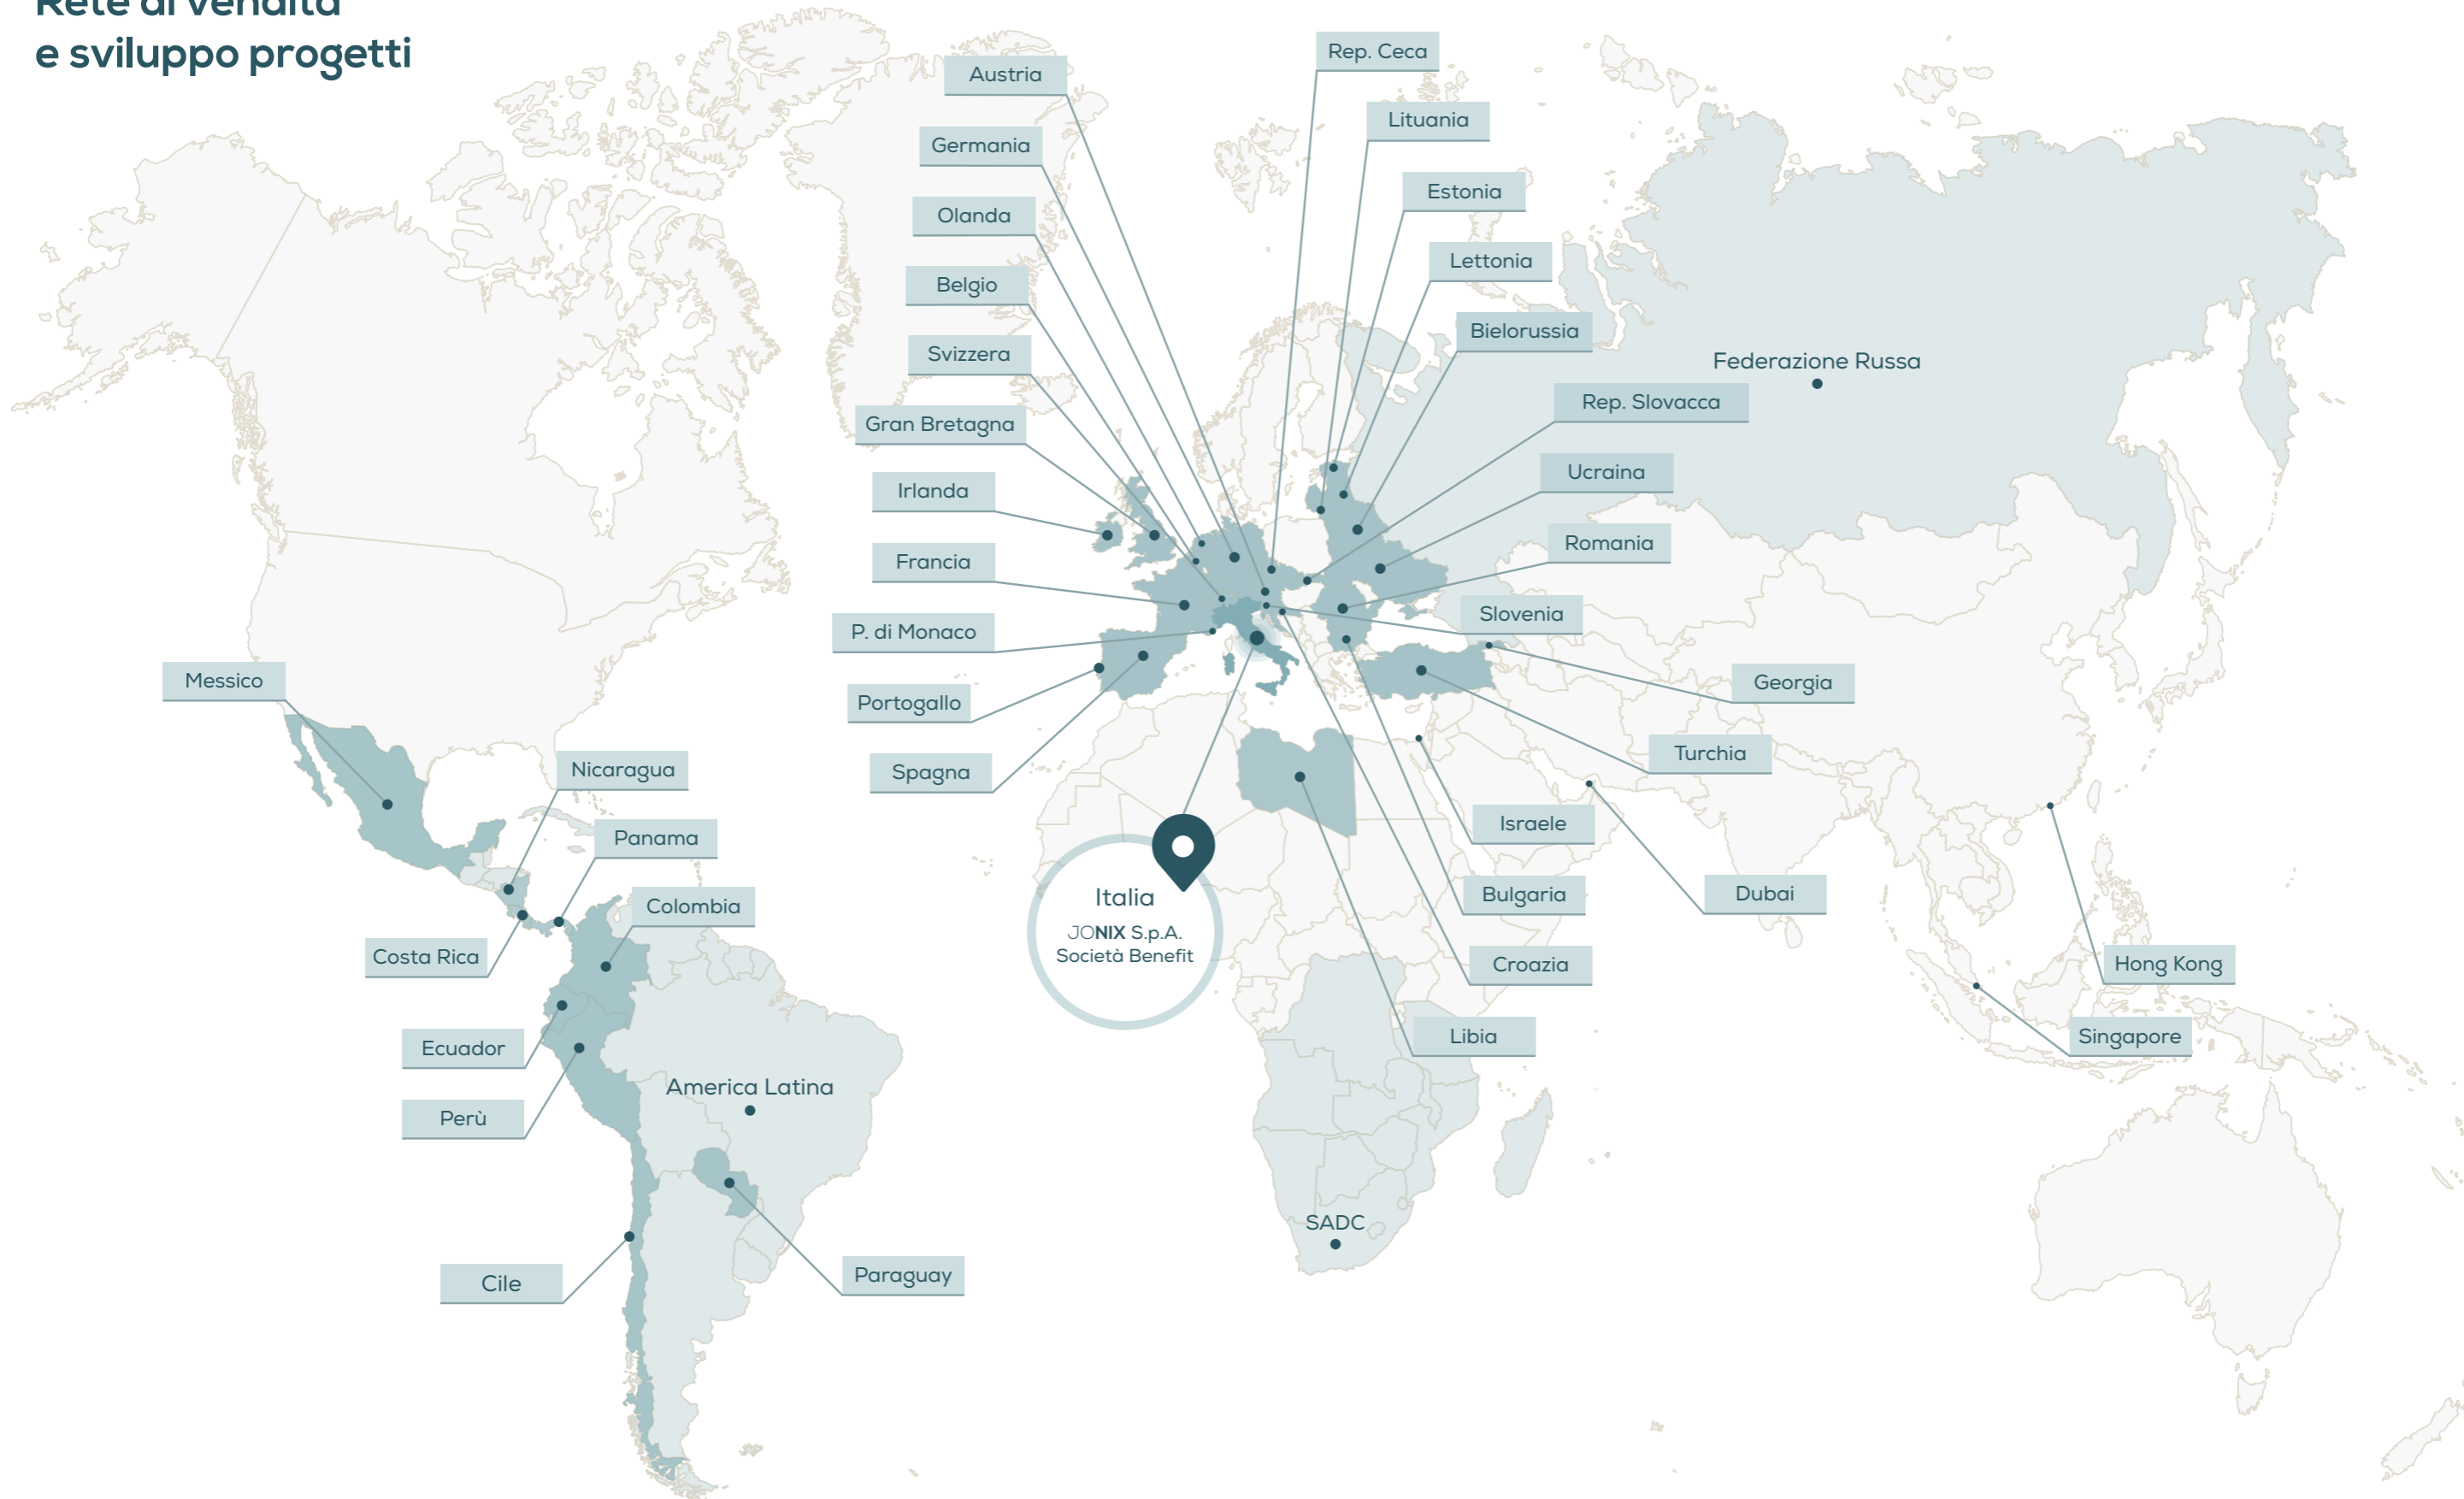 Rete di vendita
e sviluppo progetti
Austria
Germania
Olanda
Belgio
Svizzera
Gran Bretagna
Irlanda
Francia
P. di Monaco
Portogallo
Spagna
Rep. Ceca
Lituania
Estonia
Lettonia
Bielorussia
Federazione Russa
Rep. Slovacca
Ucraina
Romania
Slovenia
Georgia
Turchia
Israele
Dubai
Bulgaria
Croazia
Libia
Hong Kong
Singapore
Messico
Nicaragua
Panama
Colombia
Costa Rica
Ecuador
Perù
America Latina
Cile
Paraguay
Italia
JONIX S.p.A.
Società Benefit
SADC